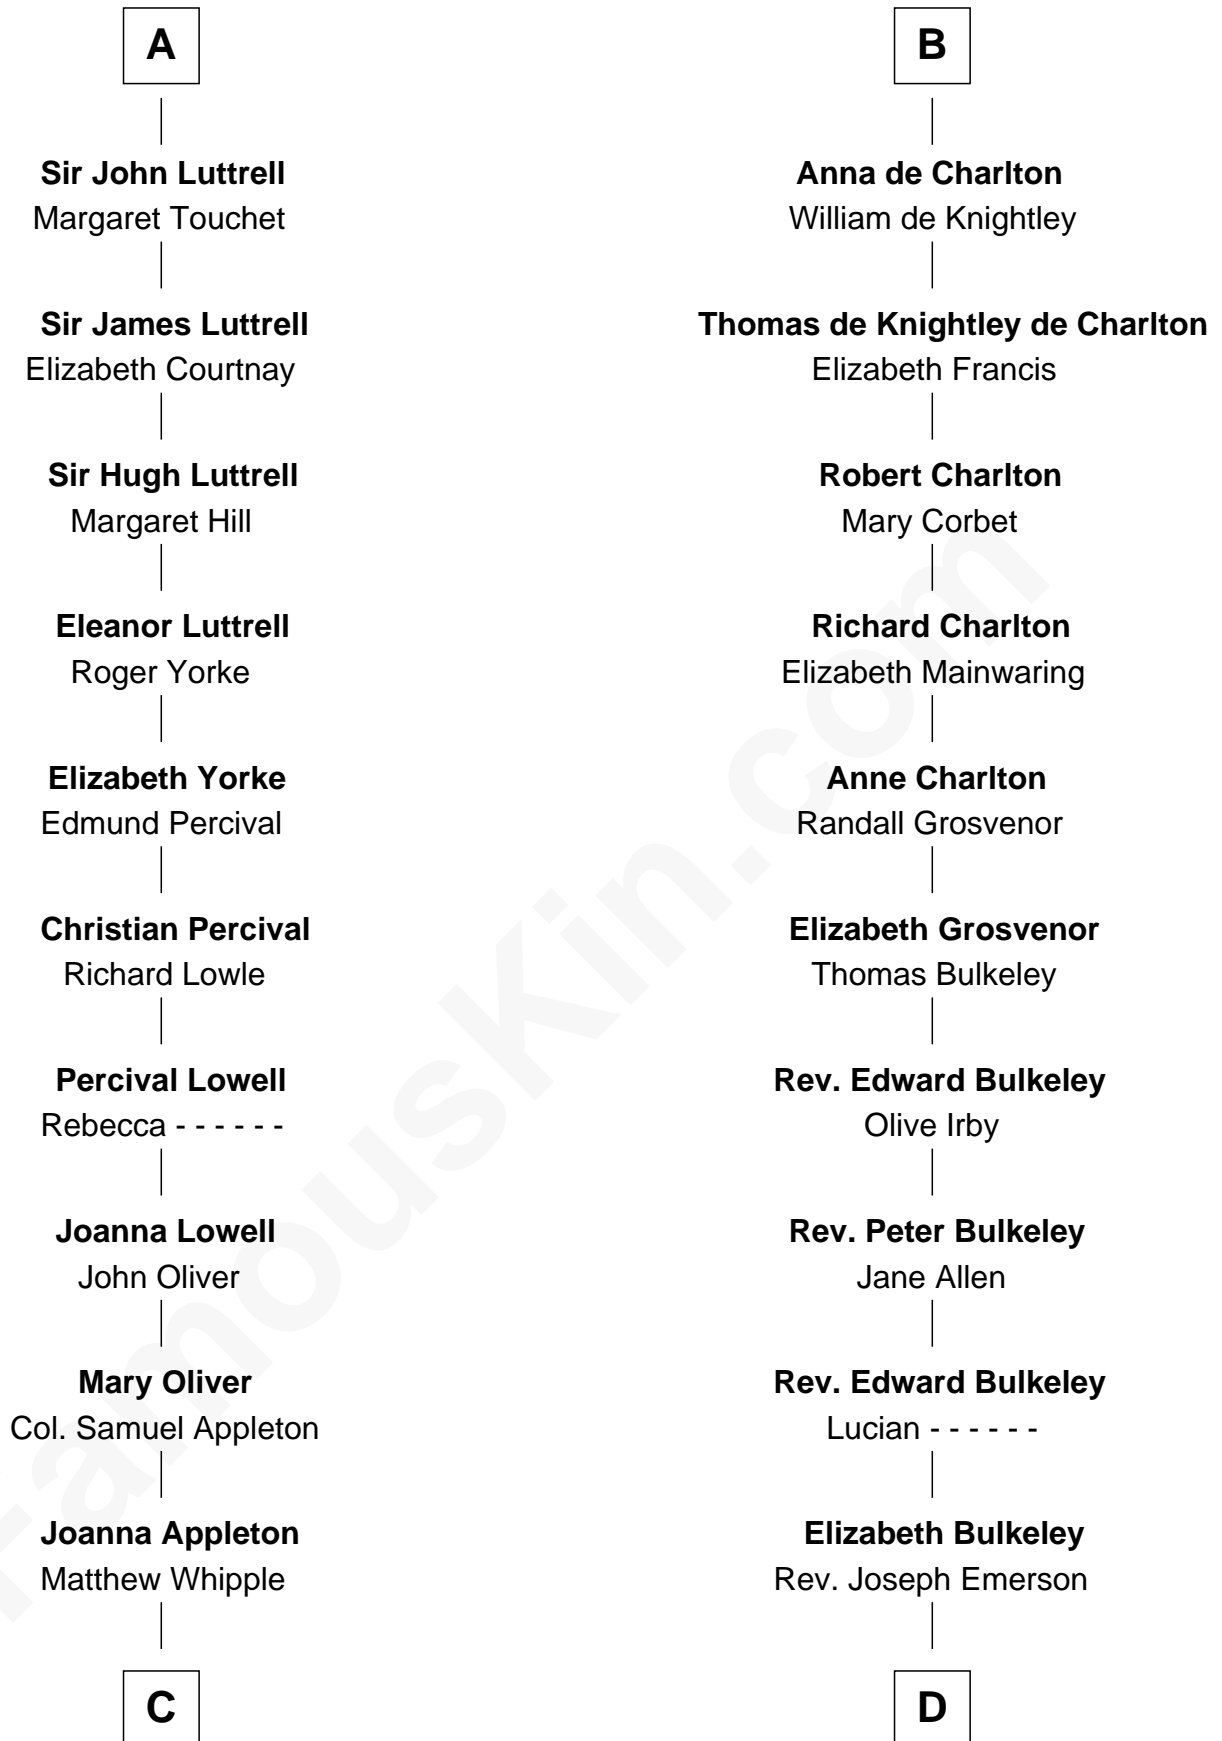 A
Sir John Luttrell
Margaret Touchet
Sir James Luttrell
Elizabeth Courtnay
Sir Hugh Luttrell
Margaret Hill
Eleanor Luttrell
Roger Yorke
Elizabeth Yorke
Edmund Percival
Christian Percival
Richard Lowle
Percival Lowell
Rebecca - - - - - -
Joanna Lowell
John Oliver
Mary Oliver
Col. Samuel Appleton
Joanna Appleton
Matthew Whipple
C
B
Anna de Charlton
William de Knightley
Thomas de Knightley de Charlton
Elizabeth Francis
Robert Charlton
Mary Corbet
Richard Charlton
Elizabeth Mainwaring
Anne Charlton
Randall Grosvenor
Elizabeth Grosvenor
Thomas Bulkeley
Rev. Edward Bulkeley
Olive Irby
Rev. Peter Bulkeley
Jane Allen
Rev. Edward Bulkeley
Lucian - - - - - -
Elizabeth Bulkeley
Rev. Joseph Emerson
D
FamousKin.com